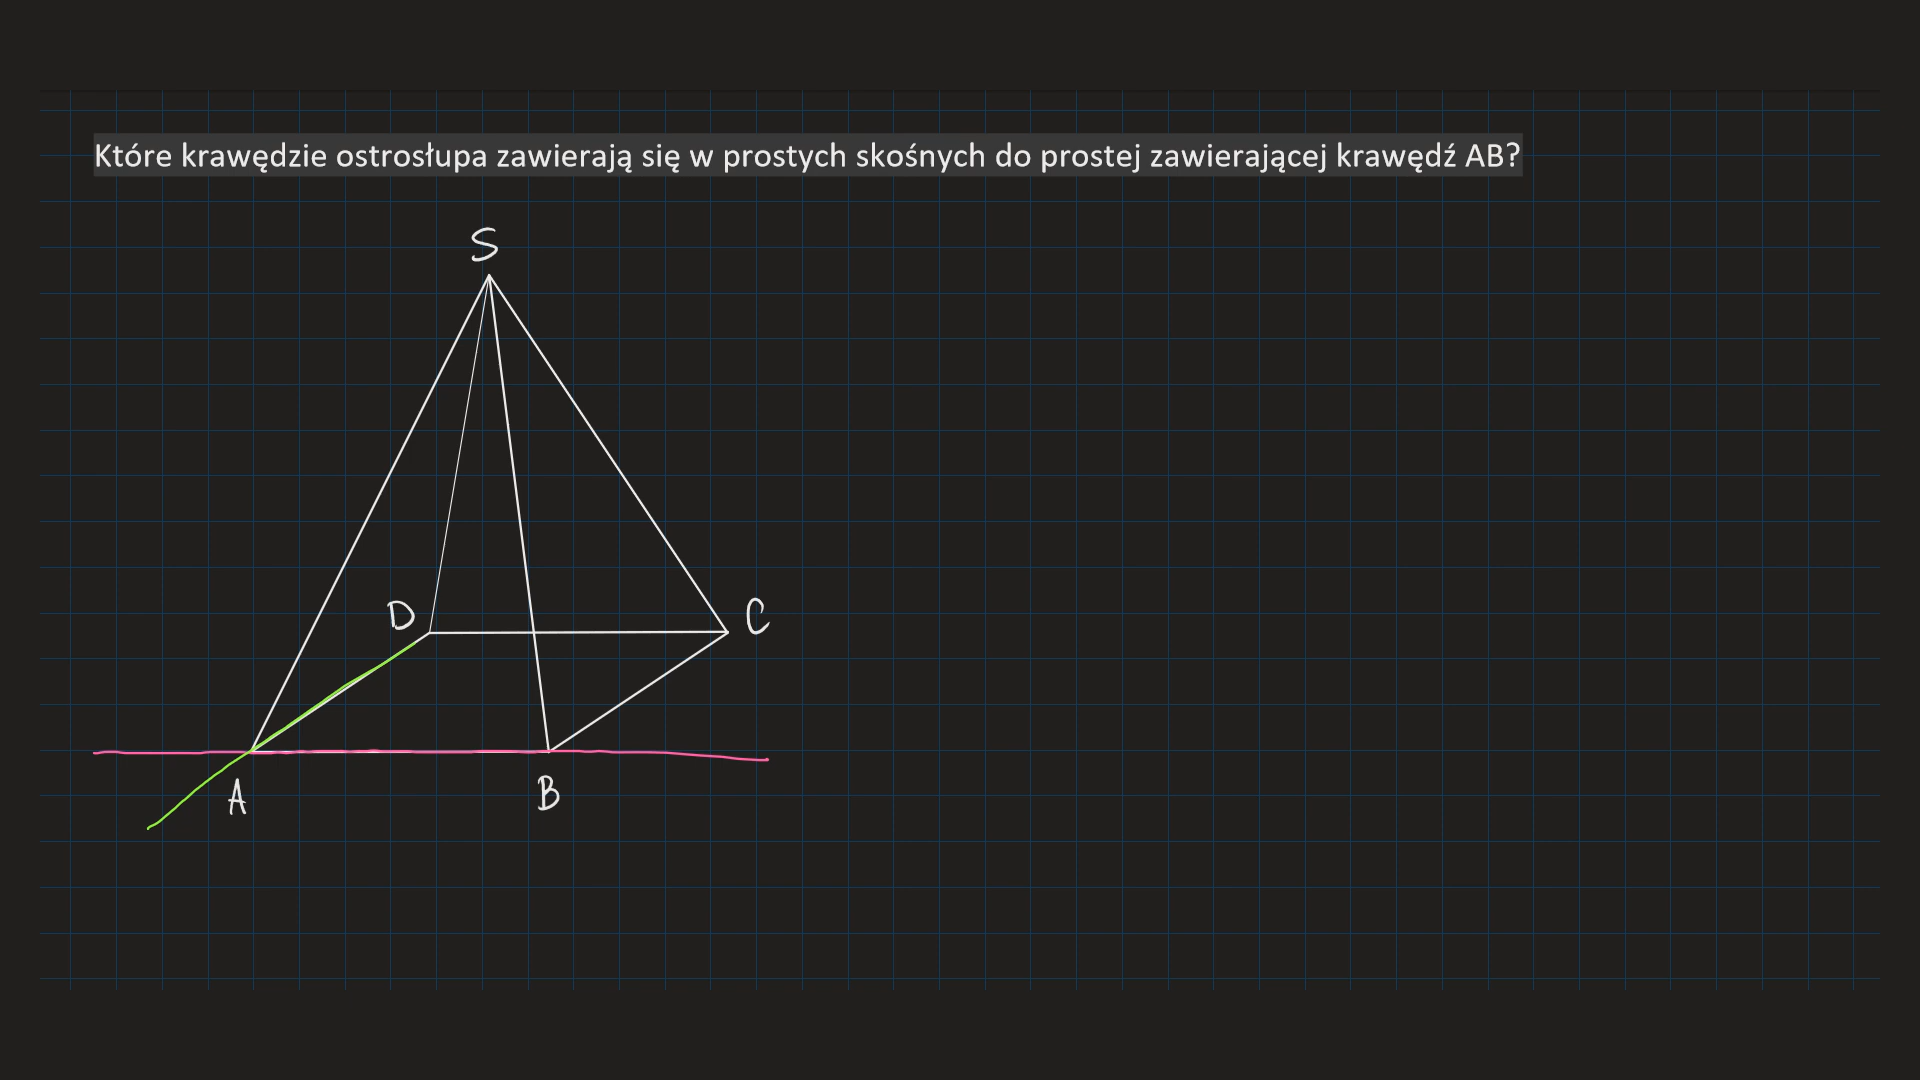 Które krawędzie ostrosłupa zawierają się w prostych skośnych do prostej zawierającej krawędź AB?
S
D
C
A
B